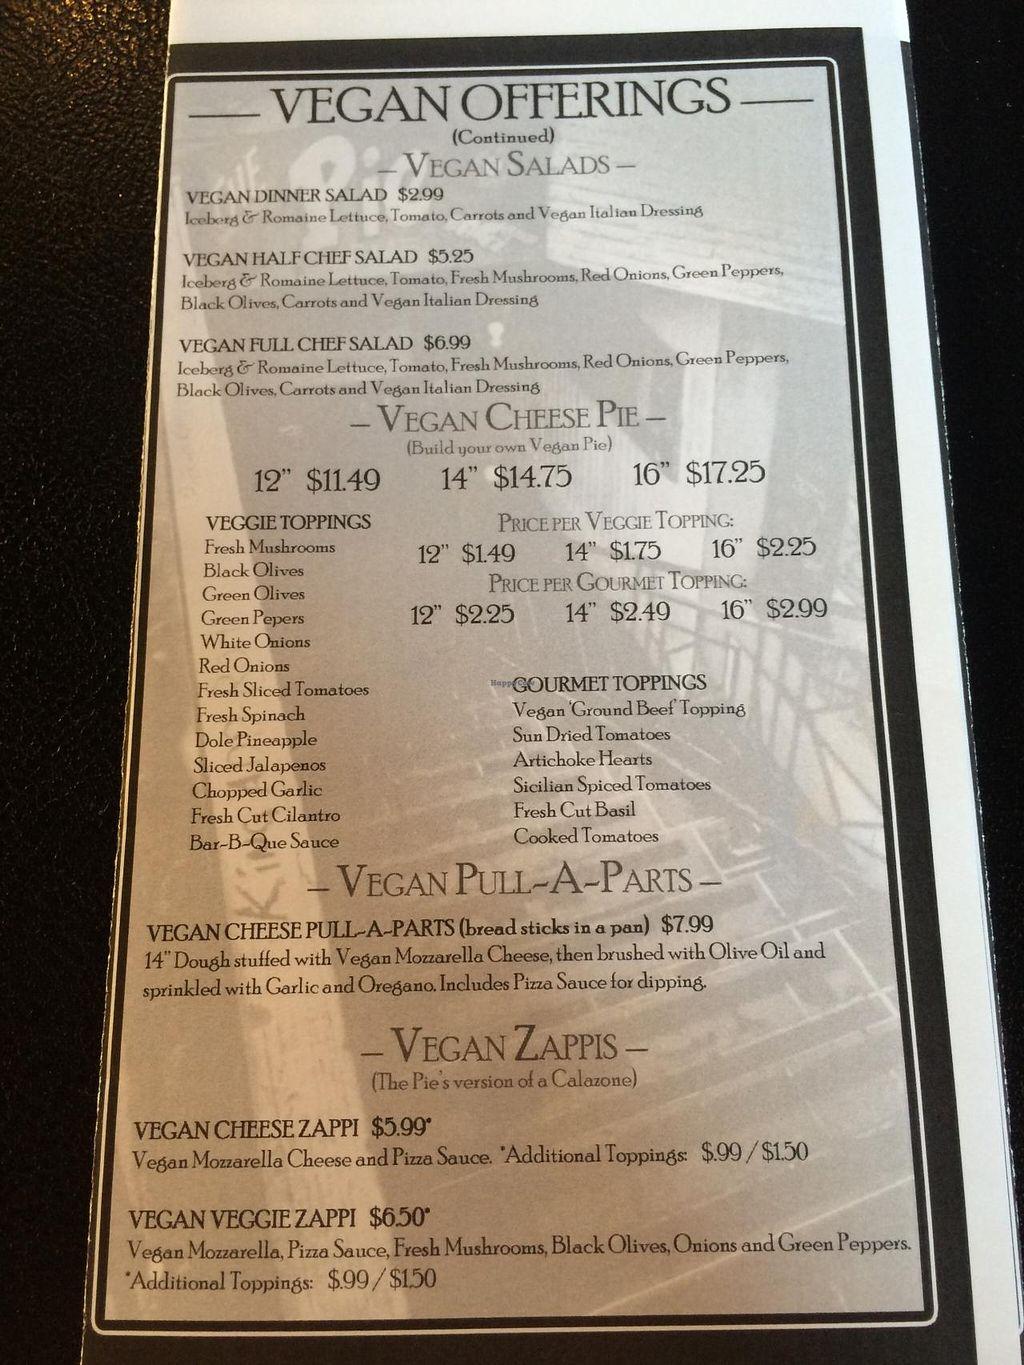 VEGAN OFFERINGS
(Continued)
– VEGAN SALADS –
VEGAN DINNER SALAD $2.99
Iceberg & Romaine Lettuce, Tomato, Carrots and Vegan Italian Dressing
VEGAN HALF CHEF SALAD $5.25
Iceberg & Romaine Lettuce, Tomato, Fresh Mushrooms, Red Onions, Green Peppers,
Black Olives, Carrots and Vegan Italian Dressing
VEGAN FULL CHEF SALAD $6.99
Iceberg & Romaine Lettuce, Tomato, Fresh Mushrooms, Red Onions, Green Peppers,
Black Olives, Carrots and Vegan Italian Dressing
– VEGAN CHEESE PIE –
(Build your own Vegan Pie)
12" $11.49 14" $14.75 16" $17.25
VEGGIE TOPPINGS
Fresh Mushrooms
Black Olives
Green Olives
Green Pepers
White Onions
Red Onions
Fresh Sliced Tomatoes
Fresh Spinach
Dole Pineapple
Sliced Jalapenos
Chopped Garlic
Fresh Cut Cilantro
Bar-B-Que Sauce
PRICE PER VEGGIE TOPPING:
12" $1.49 14" $1.75 16" $2.25
PRICE PER GOURMET TOPPING:
12" $2.25 14" $2.49 16" $2.99
HappyCow
GOURMET TOPPINGS
Vegan 'Ground Beef' Topping
Sun Dried Tomatoes
Artichoke Hearts
Sicilian Spiced Tomatoes
Fresh Cut Basil
Cooked Tomatoes
– VEGAN PULL-A-PARTS –
VEGAN CHEESE PULL-A-PARTS (bread sticks in a pan) $7.99
14" Dough stuffed with Vegan Mozzarella Cheese, then brushed with Olive Oil and
sprinkled with Garlic and Oregano. Includes Pizza Sauce for dipping.
– VEGAN ZAPPIS –
(The Pie's version of a Calazone)
VEGAN CHEESE ZAPPI $5.99*
Vegan Mozzarella Cheese and Pizza Sauce. *Additional Toppings: $.99 / $1.50
VEGAN VEGGIE ZAPPI $6.50*
Vegan Mozzarella, Pizza Sauce, Fresh Mushrooms, Black Olives, Onions and Green Peppers.
*Additional Toppings: $.99 / $1.50